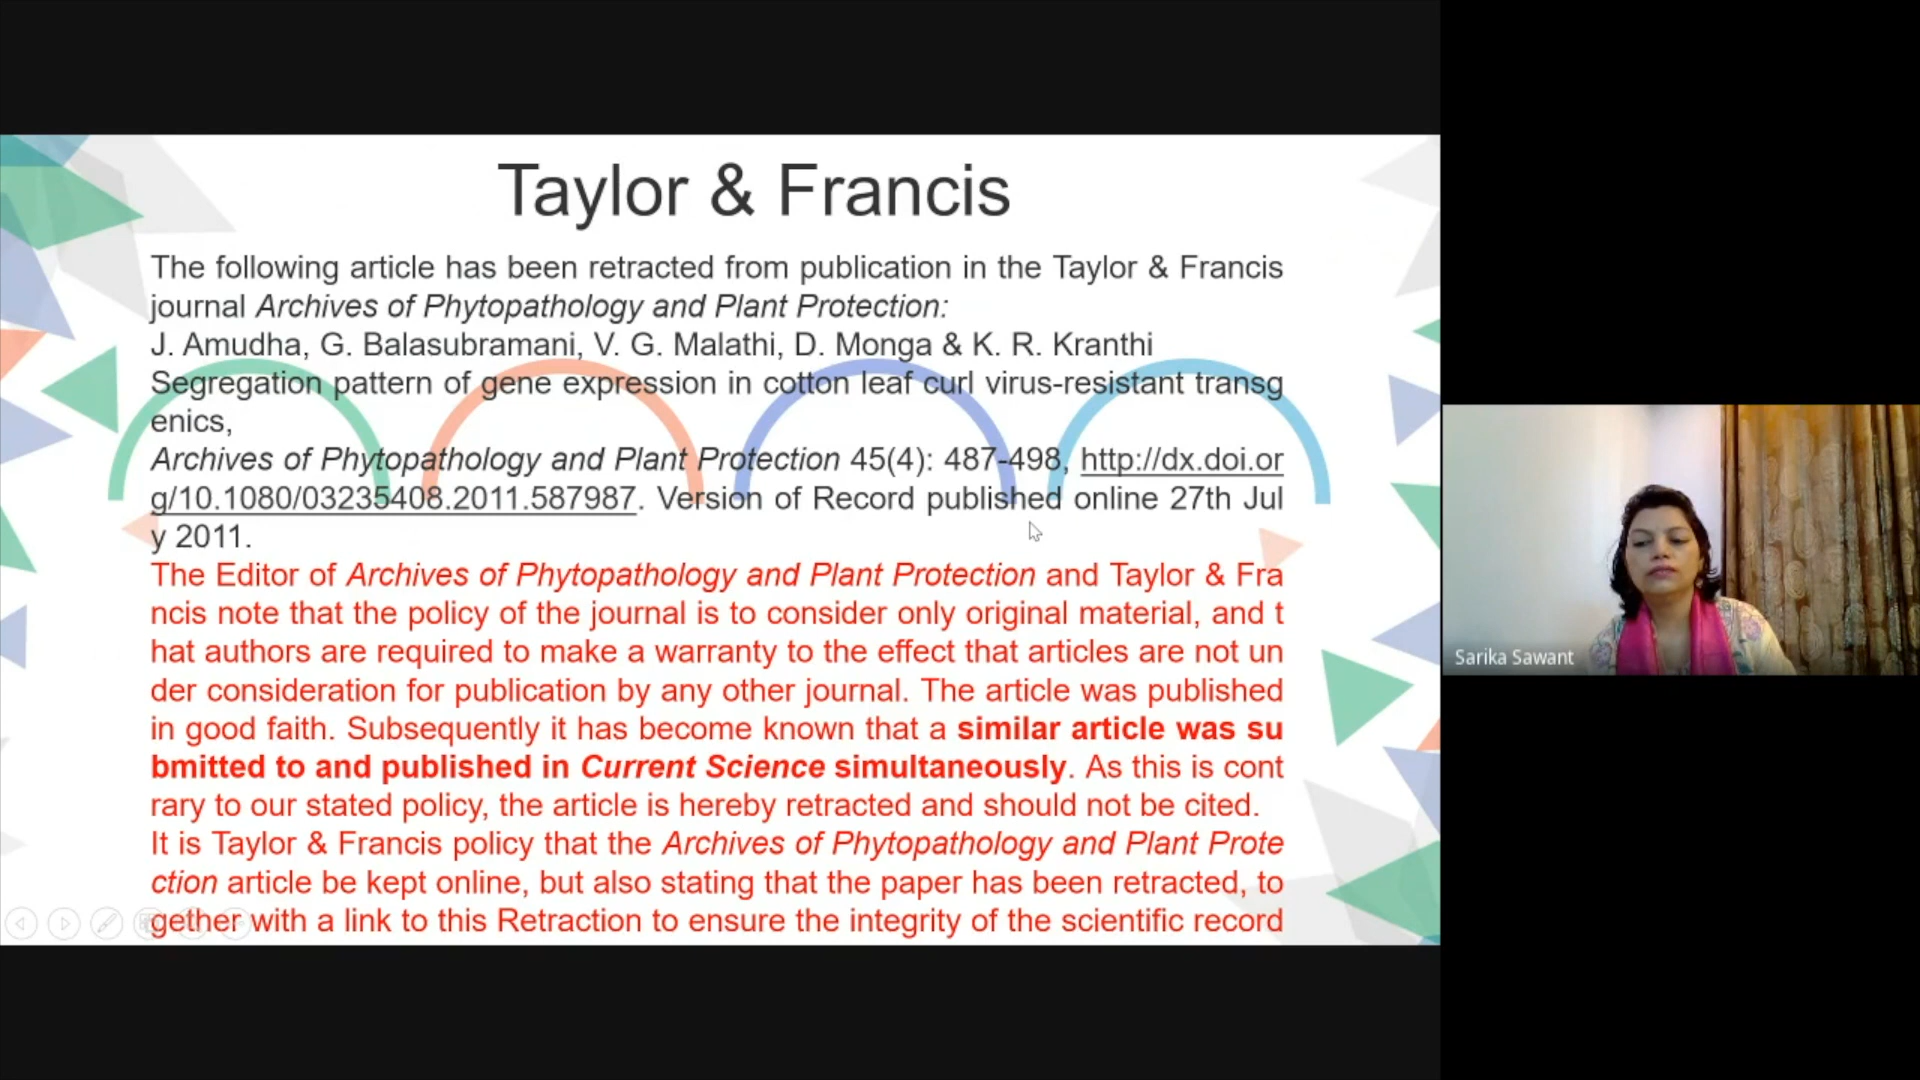 Taylor & Francis
The following article has been retracted from publication in the Taylor & Francis
journal Archives of Phytopathology and Plant Protection:
J. Amudha, G. Balasubramani, V. G. Malathi, D. Monga & K. R. Kranthi
Segregation pattern of gene expression in cotton leaf curl virus-resistant transg
enics,
Archives of Phytopathology and Plant Protection 45(4): 487-498, http://dx.doi.or
g/10.1080/03235408.2011.587987. Version of Record published online 27th Jul
y 2011.
The Editor of Archives of Phytopathology and Plant Protection and Taylor & Fra
ncis note that the policy of the journal is to consider only original material, and t
hat authors are required to make a warranty to the effect that articles are not un
der consideration for publication by any other journal. The article was published
in good faith. Subsequently it has become known that a similar article was su
bmitted to and published in Current Science simultaneously. As this is cont
rary to our stated policy, the article is hereby retracted and should not be cited.
It is Taylor & Francis policy that the Archives of Phytopathology and Plant Prote
ction article be kept online, but also stating that the paper has been retracted, to
gether with a link to this Retraction to ensure the integrity of the scientific record
Sarika Sawant